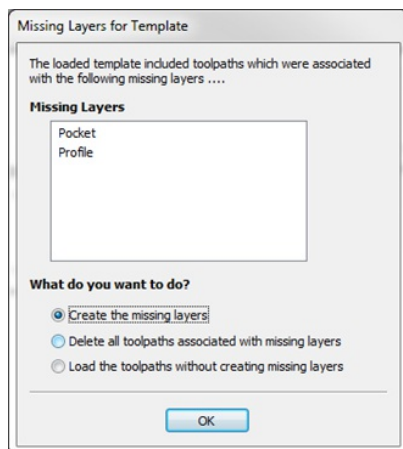 Missing Layers for Template
The loaded template included toolpaths which were associated
with the following missing layers ....
Missing Layers
Pocket
Profile
What do you want to do?
Create the missing layers
Delete all toolpaths associated with missing layers
Load the toolpaths without creating missing layers
OK